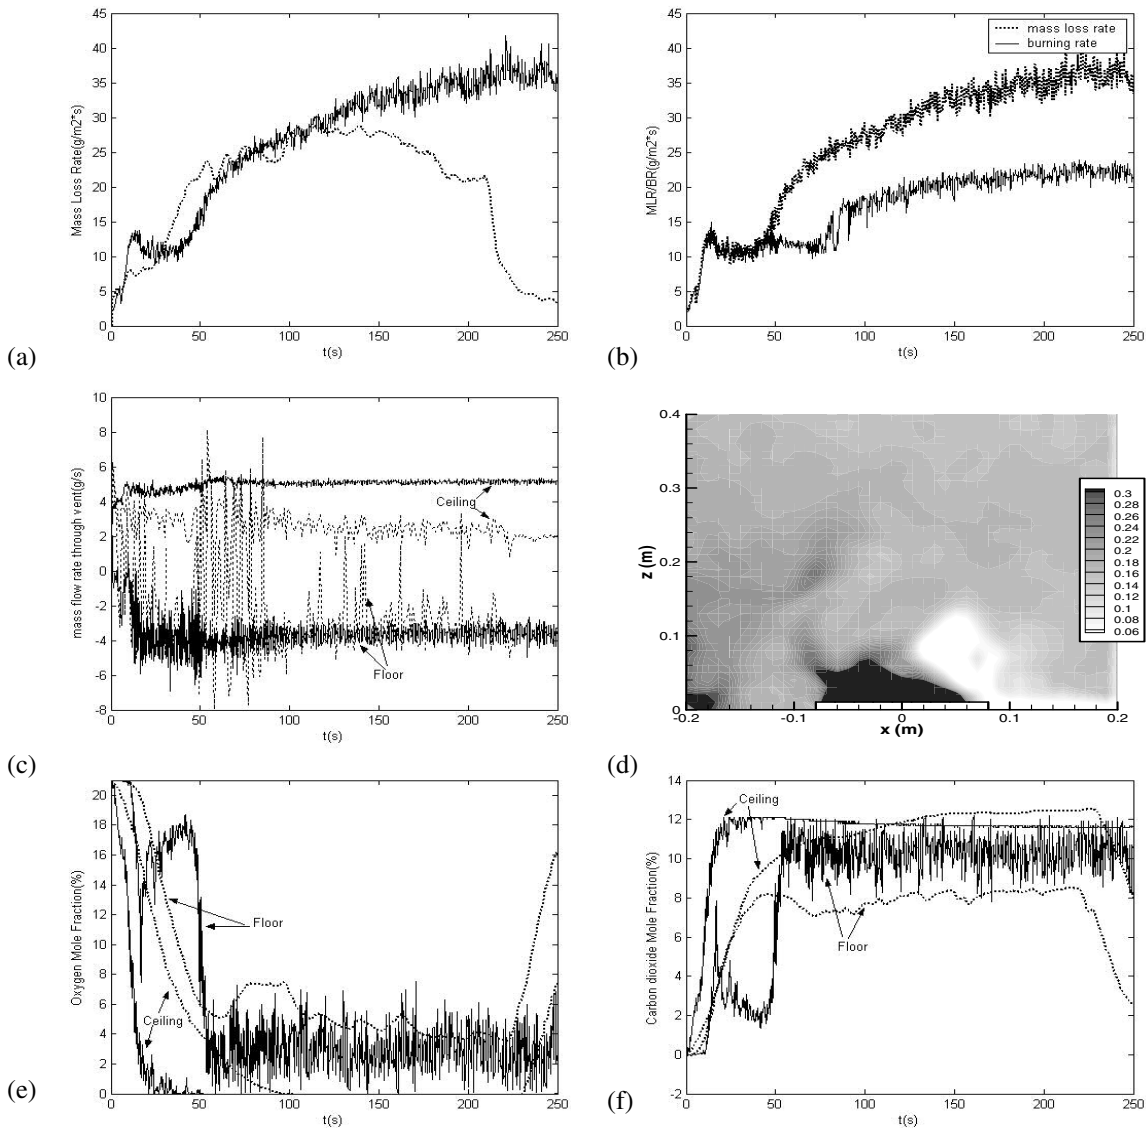 45
40
35
30
25
20
15
10
5
0
Mass Loss Rate(g/m2*s)
0 50 100 150 200 250
t(s)
(a)
mass loss rate
burning rate
45
40
35
30
25
20
15
10
5
0
MLR/BR(g/m2*s)
0 50 100 150 200 250
t(s)
(b)
10
8
6
4
2
0
-2
-4
-6
-8
mass flow rate through vent(g/s)
Ceiling
Floor
0 50 100 150 200 250
t(s)
(c)
0.4
0.3
0.2
0.1
0
z (m)
-0.2 -0.1 0 0.1 0.2
x (m)
0.3
0.28
0.26
0.24
0.22
0.2
0.18
0.16
0.14
0.12
0.1
0.08
0.06
(d)
20
18
16
14
12
10
8
6
4
2
0
Oxygen Mole Fraction(%)
Floor
Ceiling
0 50 100 150 200 250
t(s)
(e)
14
12
10
8
6
4
2
0
-2
Carbon dioxide Mole Fraction(%)
Ceiling
Floor
0 50 100 150 200 250
t(s)
(f)